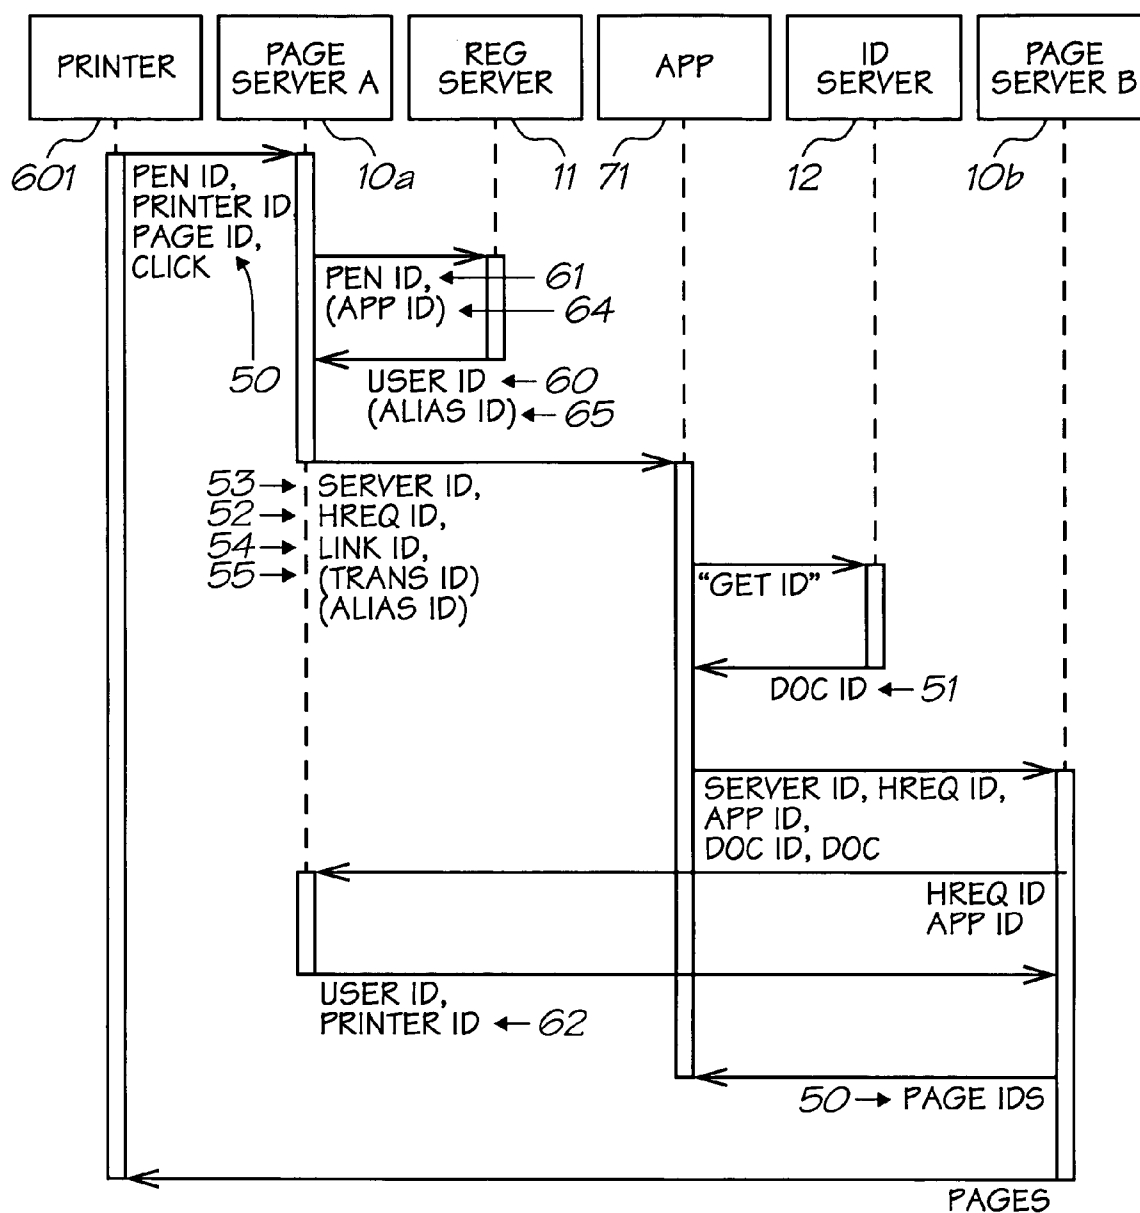 PRINTER
PAGE
SERVER A
REG
SERVER
APP
ID
SERVER
PAGE
SERVER B
601
10a
11
71
12
10b
PEN ID,
PRINTER ID,
PAGE ID,
CLICK
50
PEN ID, 61
(APP ID) 64
USER ID 60
(ALIAS ID) 65
53 SERVER ID,
52 HREQ ID,
54 LINK ID,
55 (TRANS ID)
(ALIAS ID)
“GET ID”
DOC ID 51
SERVER ID, HREQ ID,
APP ID,
DOC ID, DOC
HREQ ID
APP ID
USER ID,
PRINTER ID 62
50 PAGE IDS
PAGES